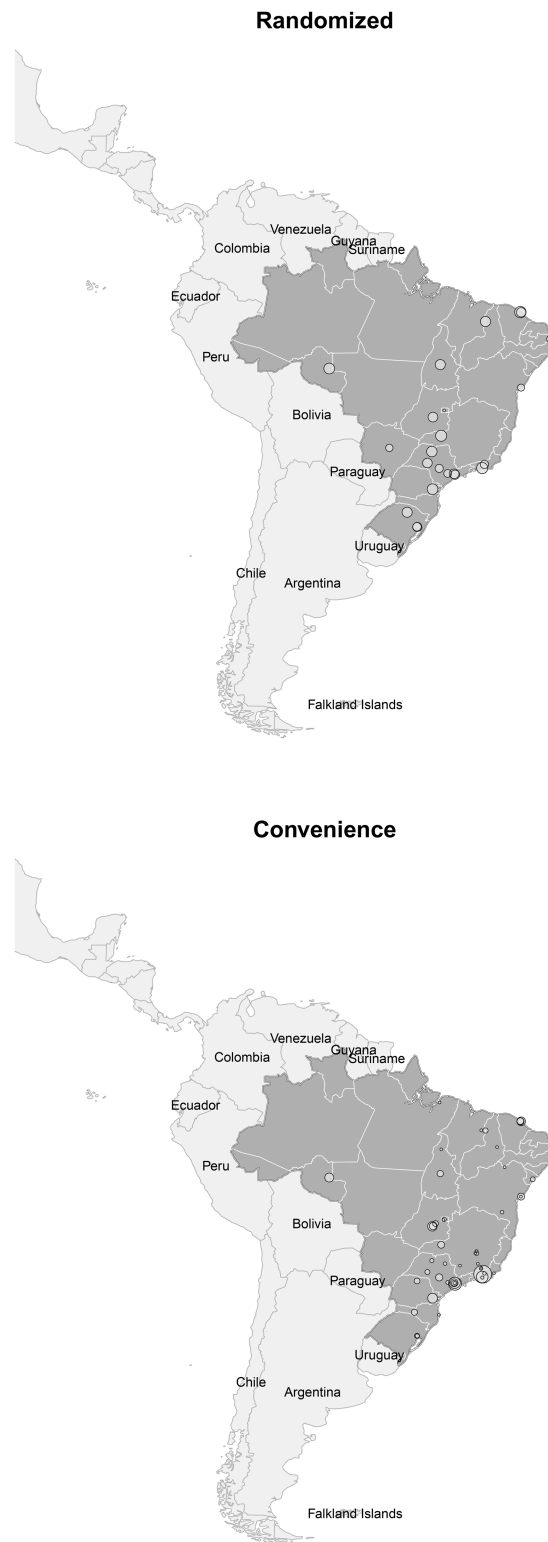 Randomized
Venezuela
Guyana
Colombia
Suriname
Ecuador
Peru
Bolivia
Paraguay
Uruguay
Chile
Argentina
Falkland Islands
Convenience
Venezuela
Guyana
Colombia
Suriname
Ecuador
Peru
Bolivia
Paraguay
Uruguay
Chile
Argentina
Falkland Islands